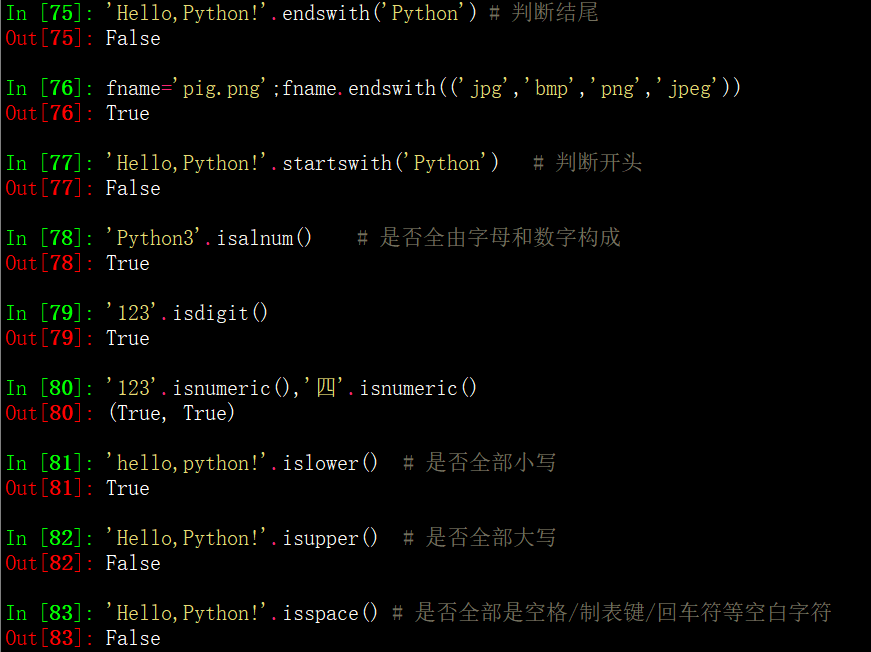 In [75]: 'Hello,Python!'.endswith('Python') # 判断结尾
Out[75]: False
In [76]: fname='pig.png';fname.endswith(('jpg','bmp','png','jpeg'))
Out[76]: True
In [77]: 'Hello,Python!'.startswith('Python')   # 判断开头
Out[77]: False
In [78]: 'Python3'.isalnum()    # 是否全由字母和数字构成
Out[78]: True
In [79]: '123'.isdigit()
Out[79]: True
In [80]: '123'.isnumeric(),'四'.isnumeric()
Out[80]: (True, True)
In [81]: 'hello,python!'.islower()  # 是否全部小写
Out[81]: True
In [82]: 'Hello,Python!'.isupper()  # 是否全部大写
Out[82]: False
In [83]: 'Hello,Python!'.isspace() # 是否全部是空格/制表键/回车符等空白字符
Out[83]: False